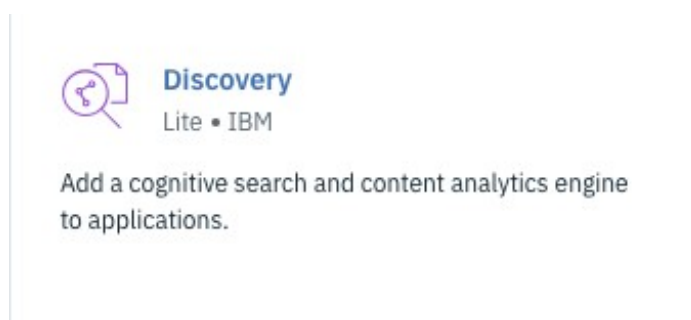 Discovery
Lite • IBM
Add a cognitive search and content analytics engine
to applications.